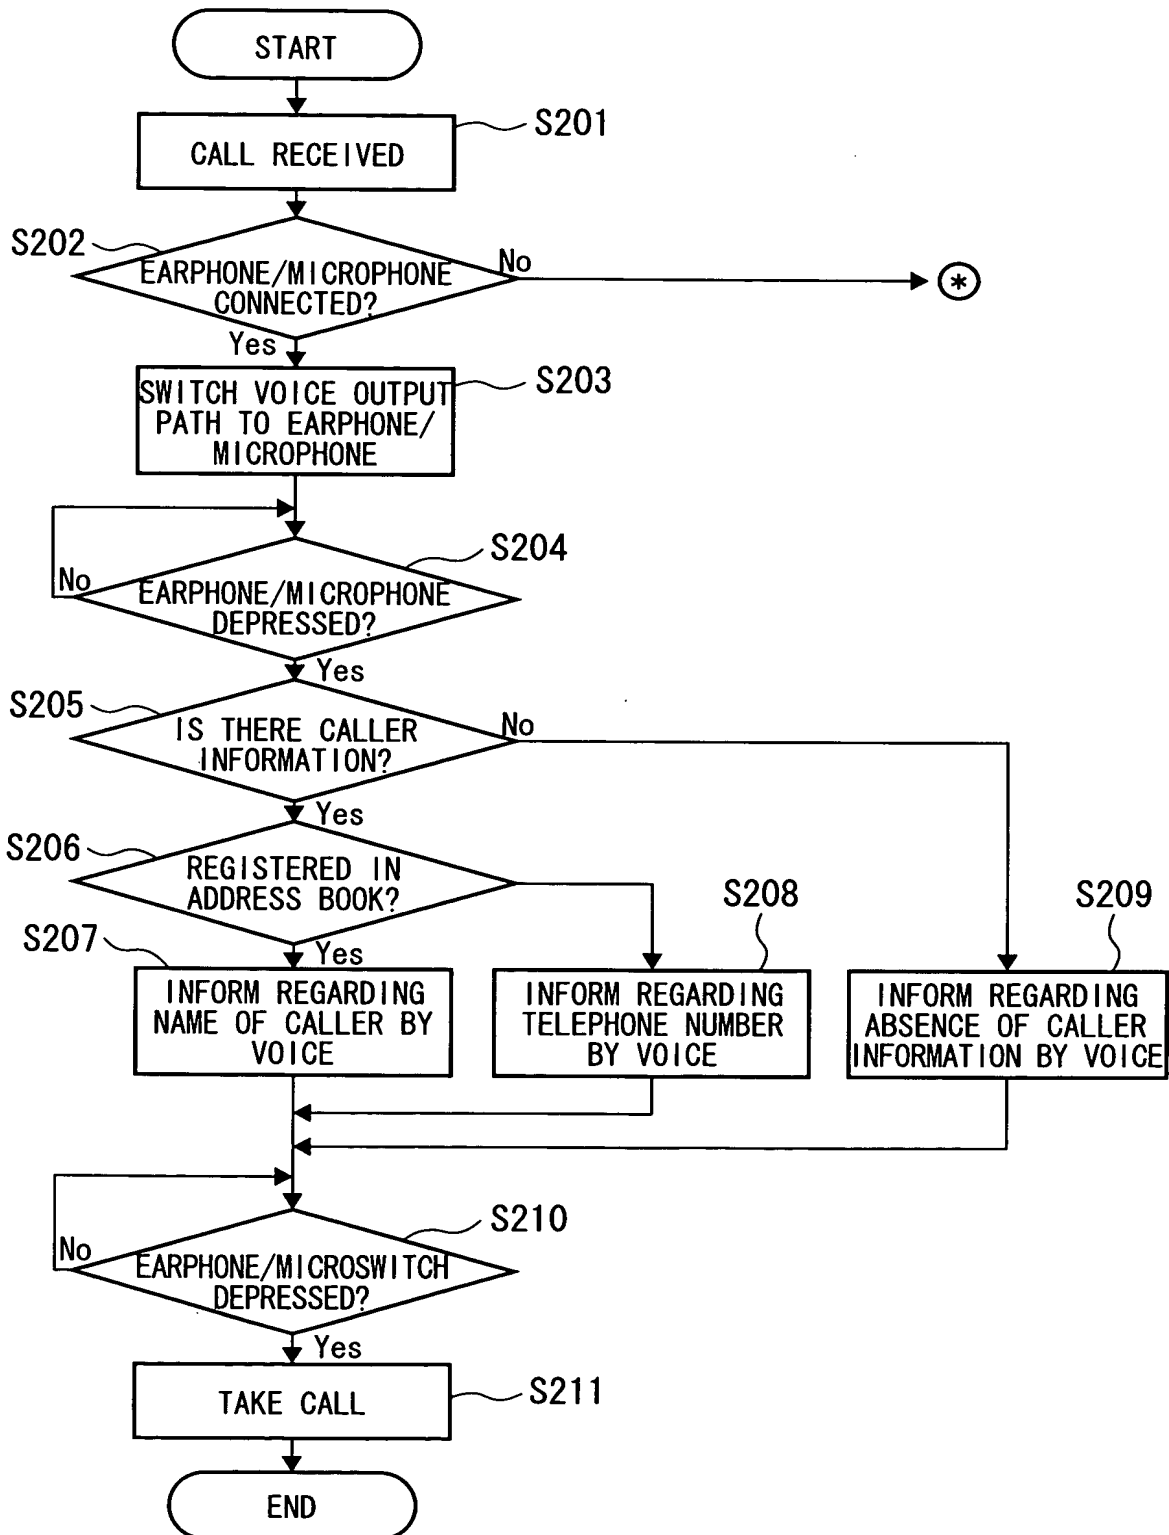 START
S201
CALL RECEIVED
S202
EARPHONE/MICROPHONE
CONNECTED?
No
*
Yes
SWITCH VOICE OUTPUT
PATH TO EARPHONE/
MICROPHONE
S203
S204
No
EARPHONE/MICROPHONE
DEPRESSED?
Yes
S205
IS THERE CALLER
INFORMATION?
No
Yes
S206
REGISTERED IN
ADDRESS BOOK?
Yes
S207
INFORM REGARDING
NAME OF CALLER BY
VOICE
S208
INFORM REGARDING
TELEPHONE NUMBER
BY VOICE
S209
INFORM REGARDING
ABSENCE OF CALLER
INFORMATION BY VOICE
S210
No
EARPHONE/MICROSWITCH
DEPRESSED?
Yes
TAKE CALL
S211
END